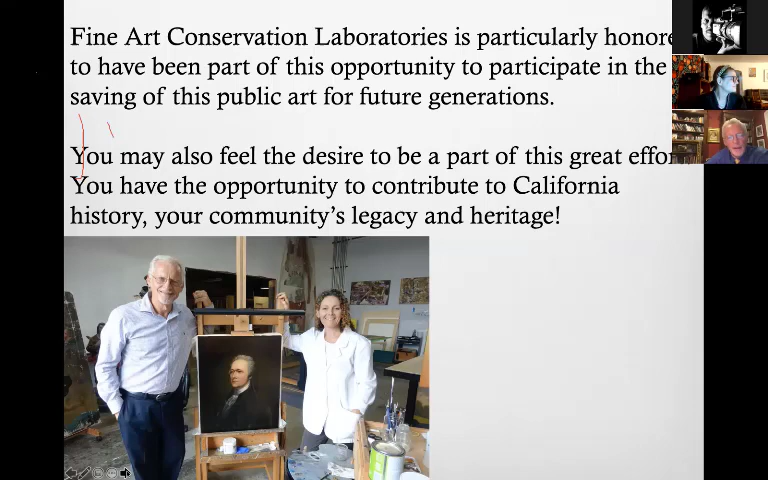 Fine Art Conservation Laboratories is particularly honore
to have been part of this opportunity to participate in the
saving of this public art for future generations.
You may also feel the desire to be a part of this great effor
You have the opportunity to contribute to California
history, your community's legacy and heritage!